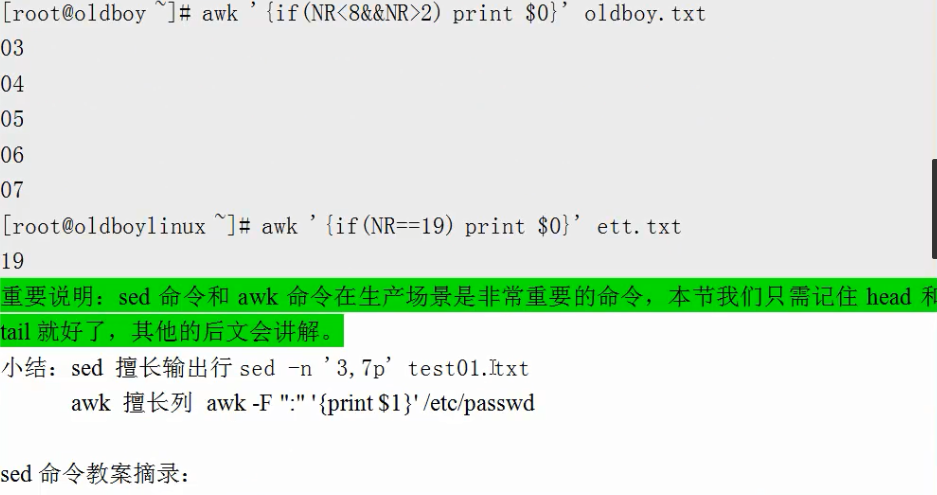 [root@oldboy ~]# awk '{if(NR<8&&NR>2) print $0}' oldboy.txt
03
04
05
06
07
[root@oldboylinux ~]# awk '{if(NR==19) print $0}' ett.txt
19
重要说明：sed 命令和 awk 命令在生产场景是非常重要的命令，本节我们只需记住 head 和
tail 就好了，其他的后文会讲解。
小结：sed 擅长输出行 sed -n '3,7p' test01.txt
awk 擅长列 awk -F ":" '{print $1}' /etc/passwd
sed 命令教案摘录：